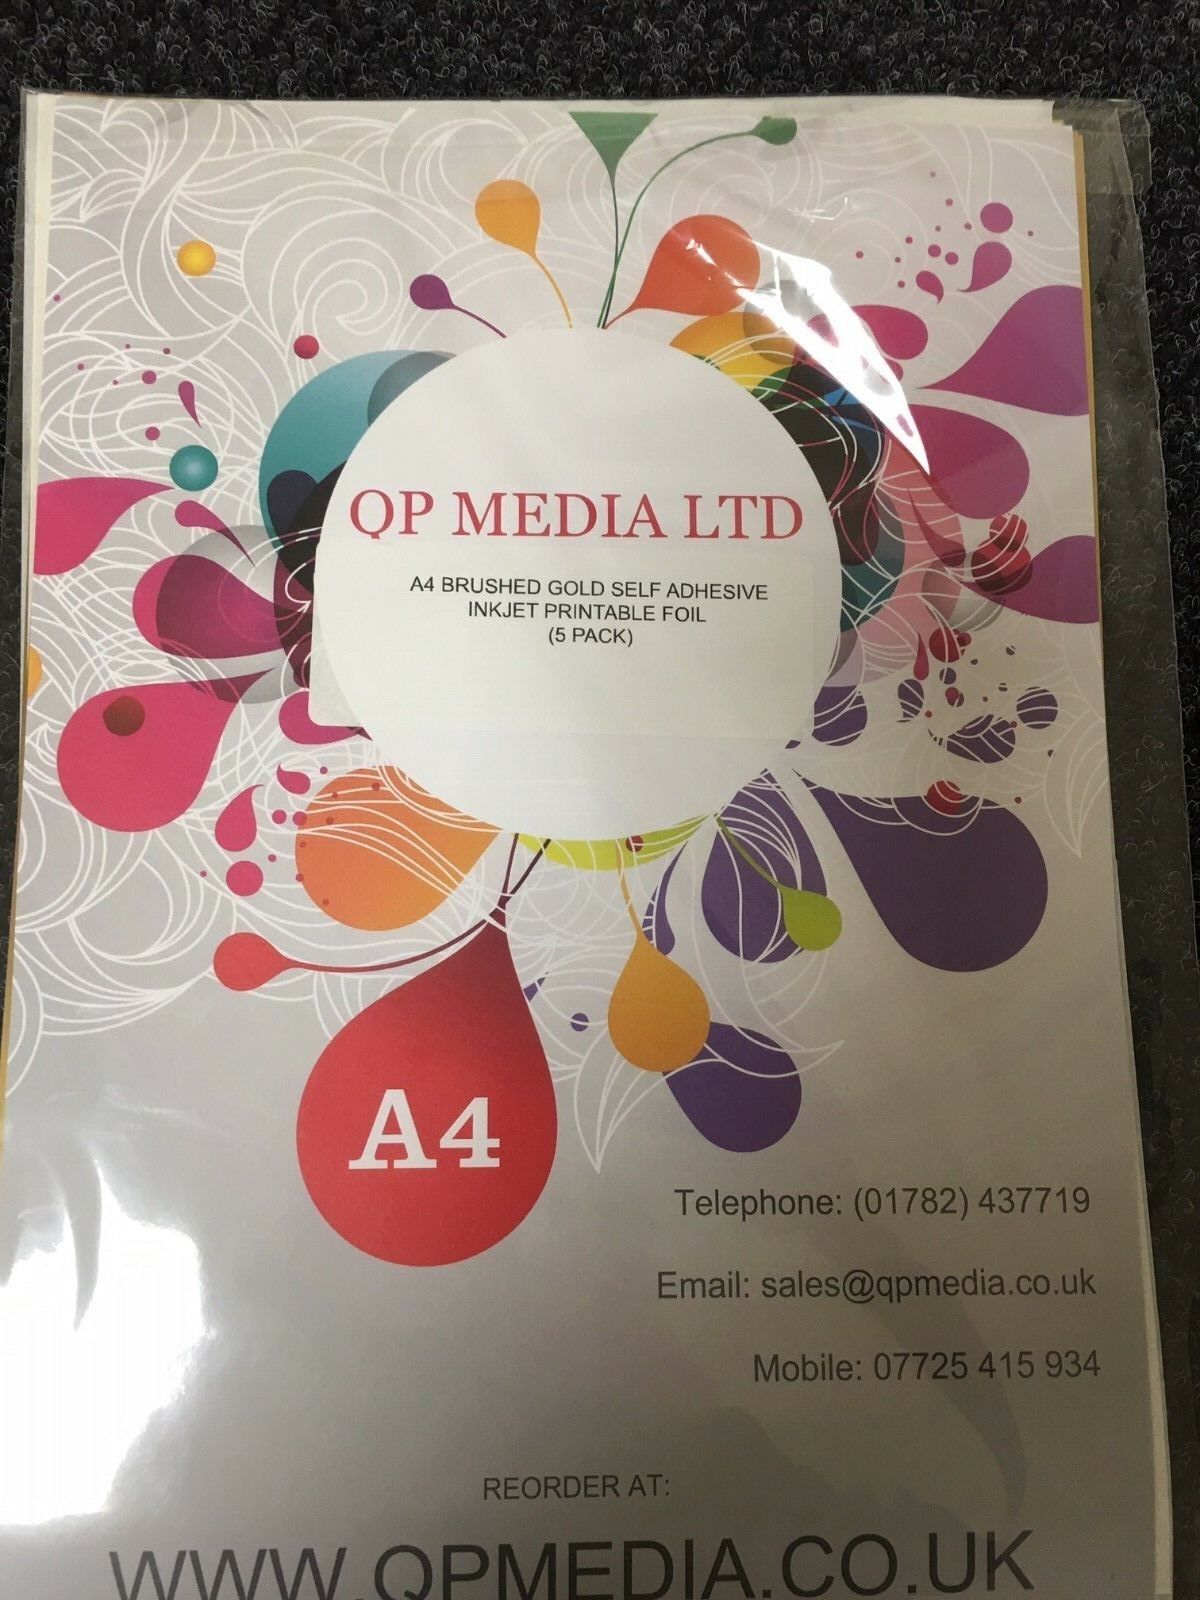 QP MEDIA LTD
A4 BRUSHED GOLD SELF ADHESIVE
INKJET PRINTABLE FOIL
(5 PACK)
A4
Telephone: (01782) 437719
Email: sales@qpmedia.co.uk
Mobile: 07725 415 934
REORDER AT:
WWW.QPMEDIA.CO.UK